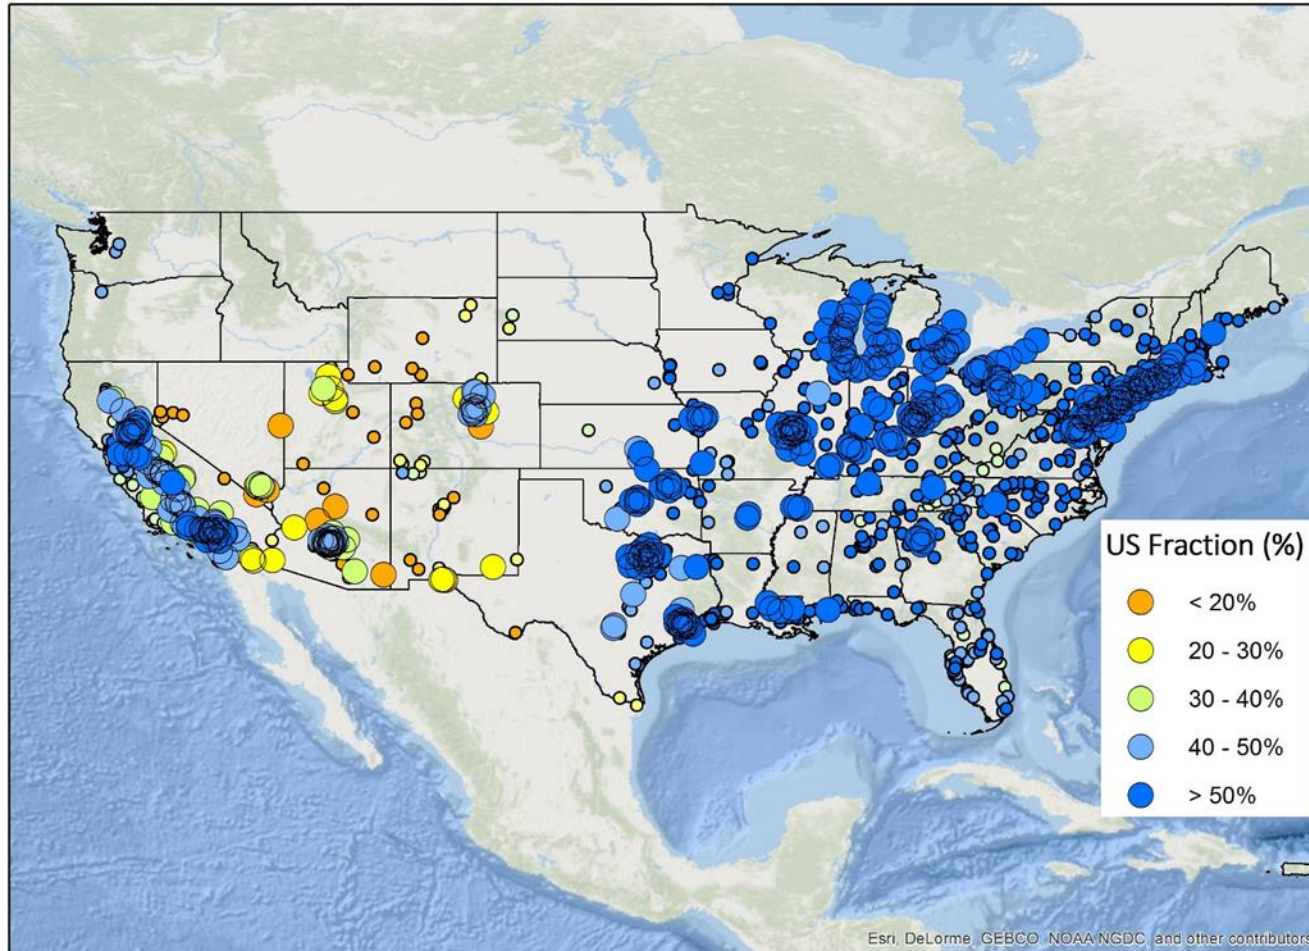 US Fraction (%)
< 20%
20 - 30%
30 - 40%
40 - 50%
> 50%
Esri, DeLorme, GEBCO, NOAA NGDC, and other contributors